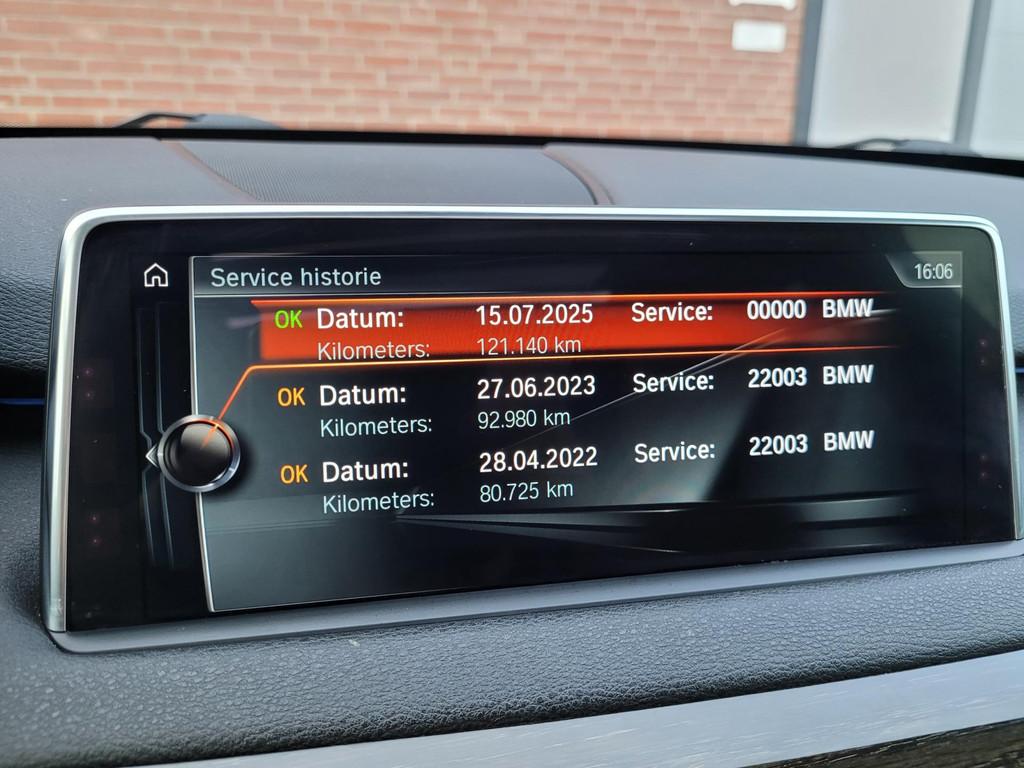 Service historie 16:06
OK Datum: 15.07.2025 Service: 00000 BMW
Kilometers: 121.140 km
OK Datum: 27.06.2023 Service: 22003 BMW
Kilometers: 92.980 km
OK Datum: 28.04.2022 Service: 22003 BMW
Kilometers: 80.725 km